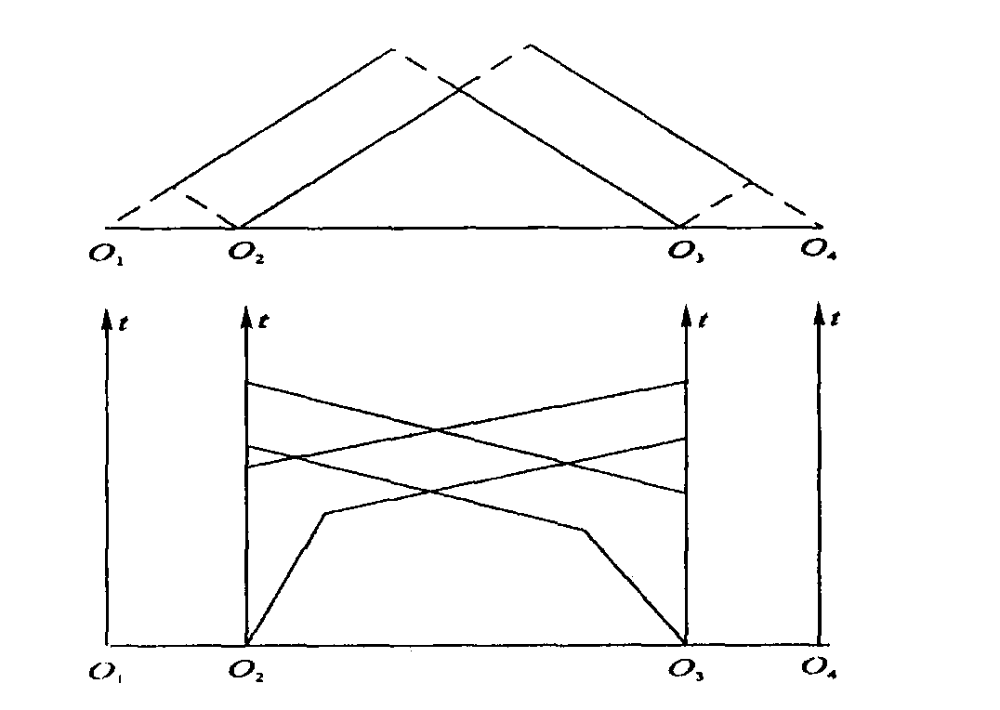 O₁ O₂ O₃ O₄
t t t t
O₁ O₂ O₃ O₄